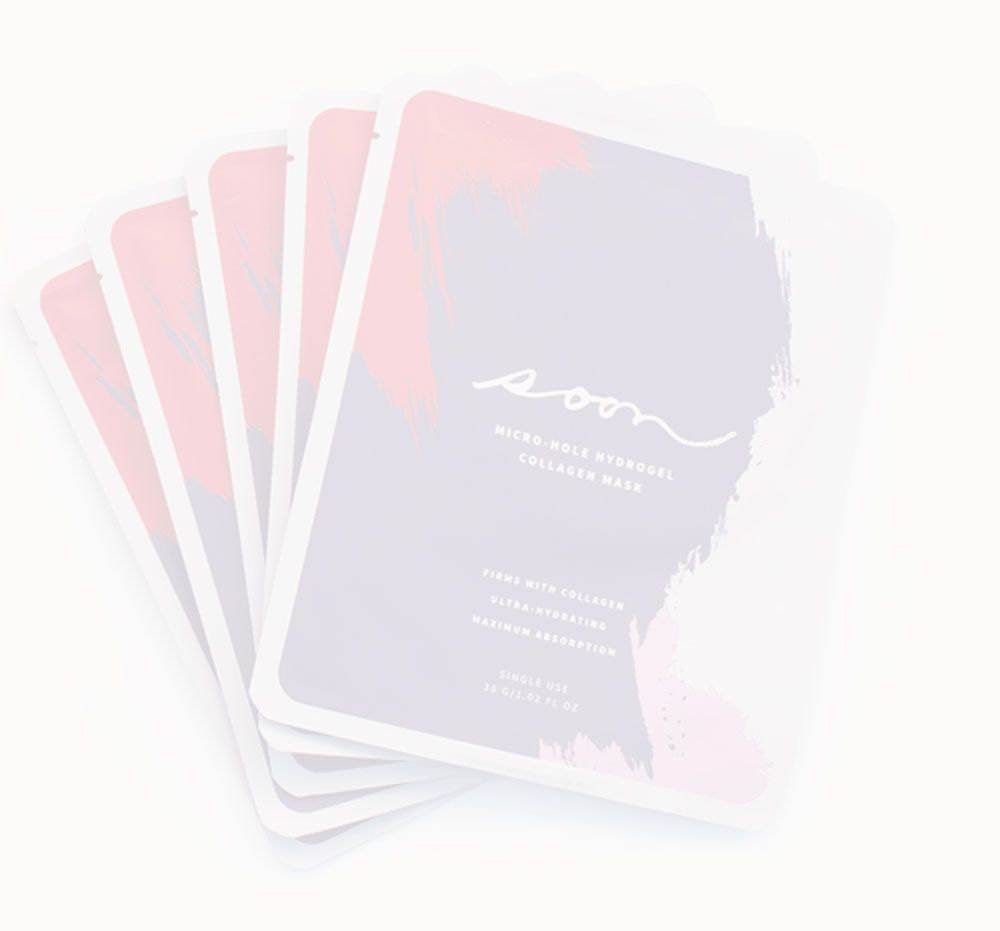 soon
MICRO-HOLE HYDROGEL
COLLAGEN MASK
FIRMS WITH COLLAGEN
ULTRA-HYDRATING
MAXIMUM ABSORPTION
SINGLE USE
30 G/1.02 FL OZ